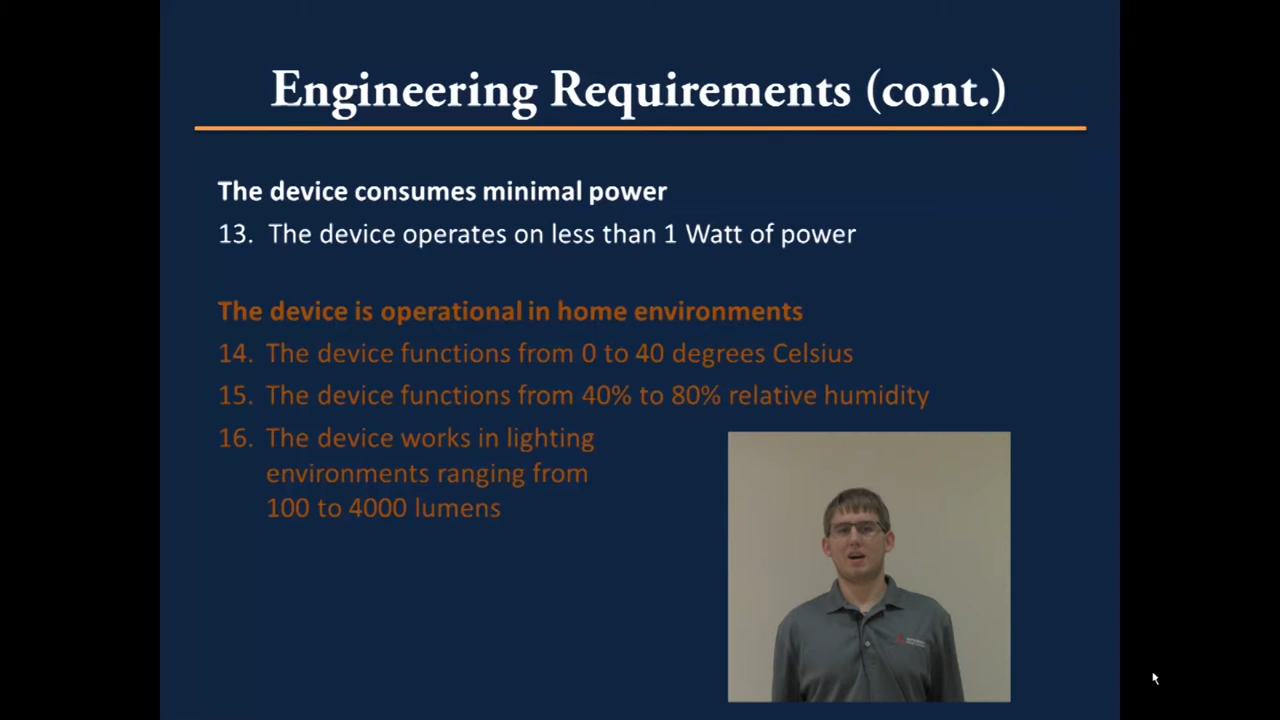 Engineering Requirements (cont.)
The device consumes minimal power
13. The device operates on less than 1 Watt of power
The device is operational in home environments
14. The device functions from 0 to 40 degrees Celsius
15. The device functions from 40% to 80% relative humidity
16. The device works in lighting
environments ranging from
100 to 4000 lumens